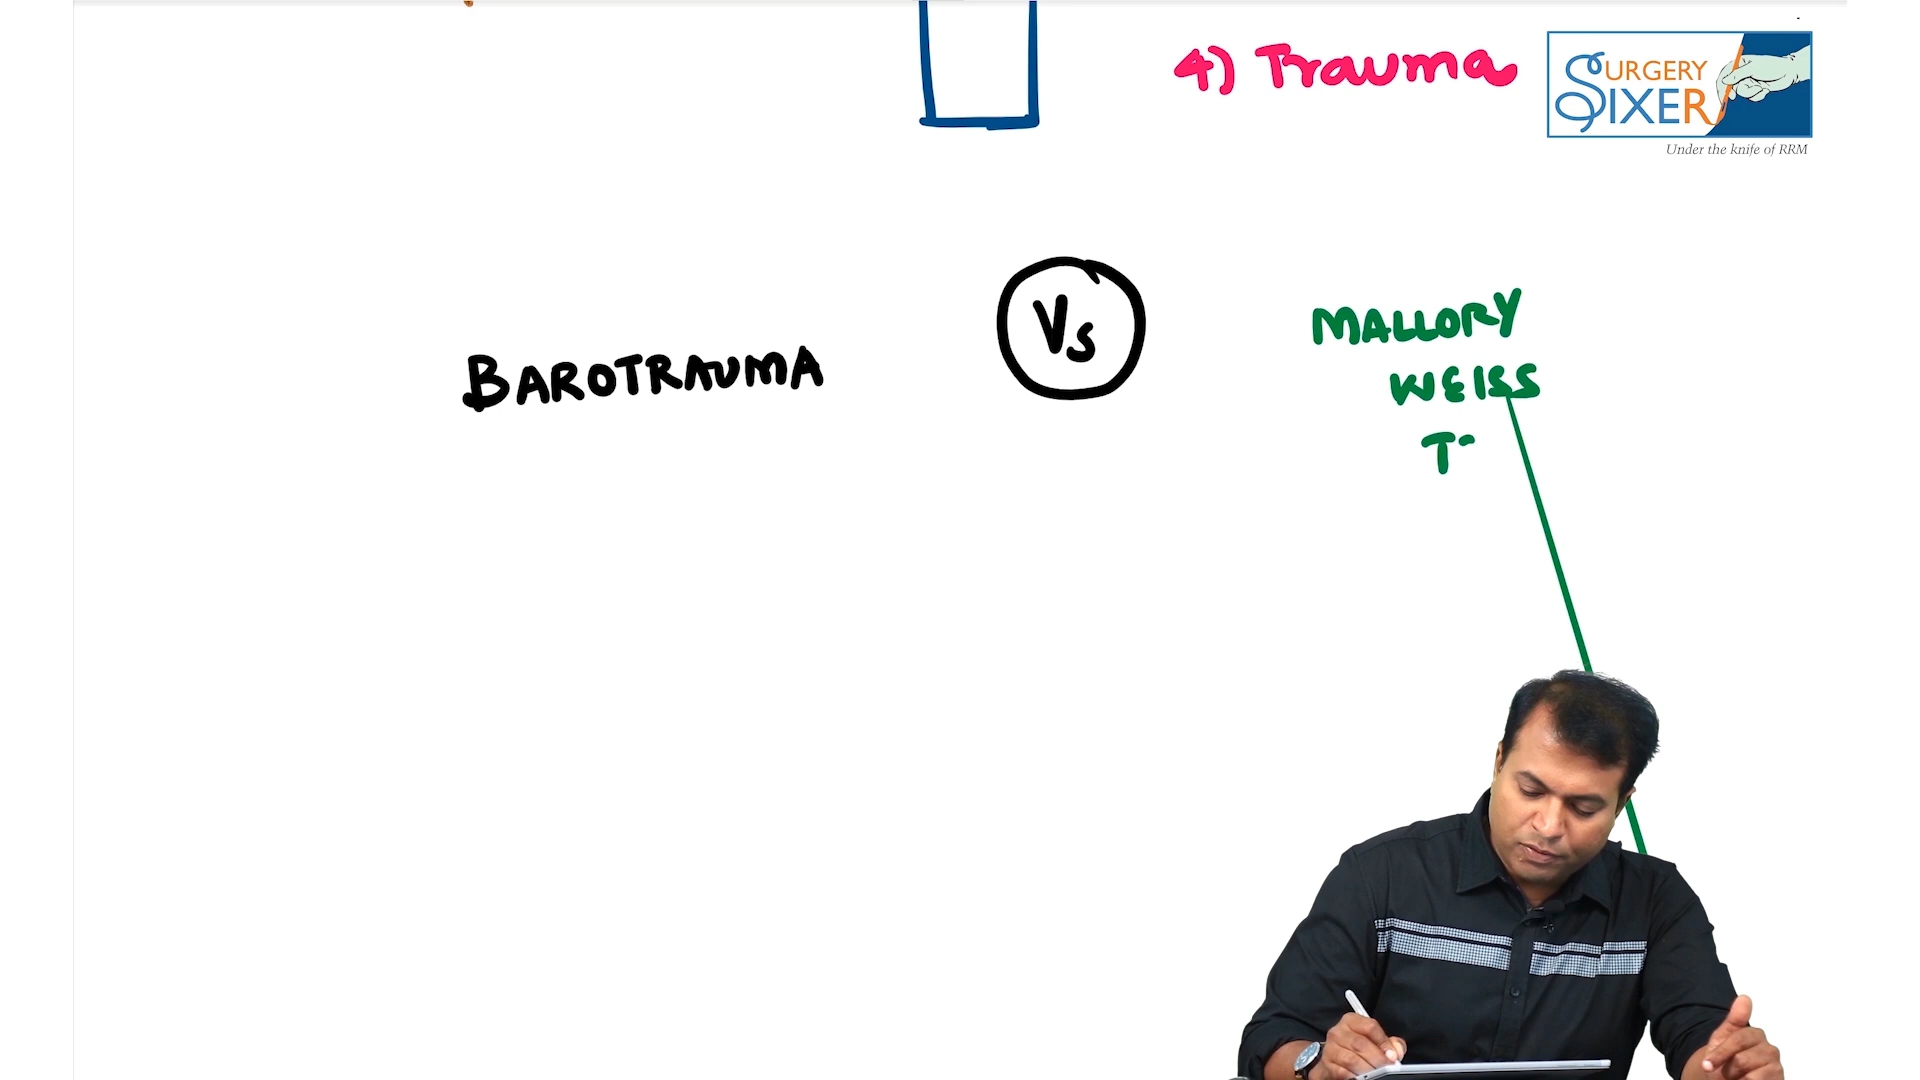 4) Trauma
SURGERY
SIXER
Under the knife of RRM
BAROTRAUMA
Vs
MALLORY
WEISS
T